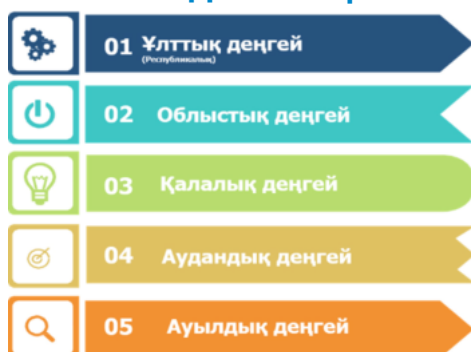 01 Ұлттық деңгей
(Республикалық)
02 Облыстық деңгей
03 Қалалық деңгей
04 Аудандық деңгей
05 Ауылдық деңгей